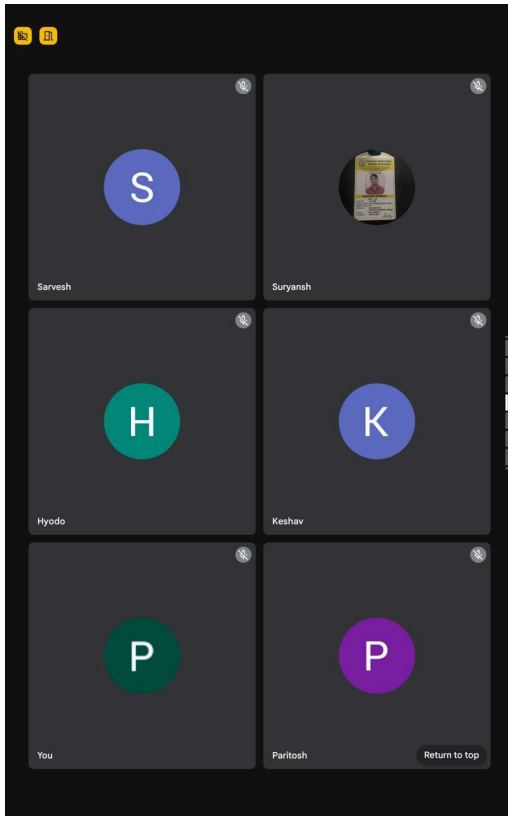 S
Sarvesh
Suryansh
H
Hyodo
K
Keshav
P
You
P
Paritosh
Return to top